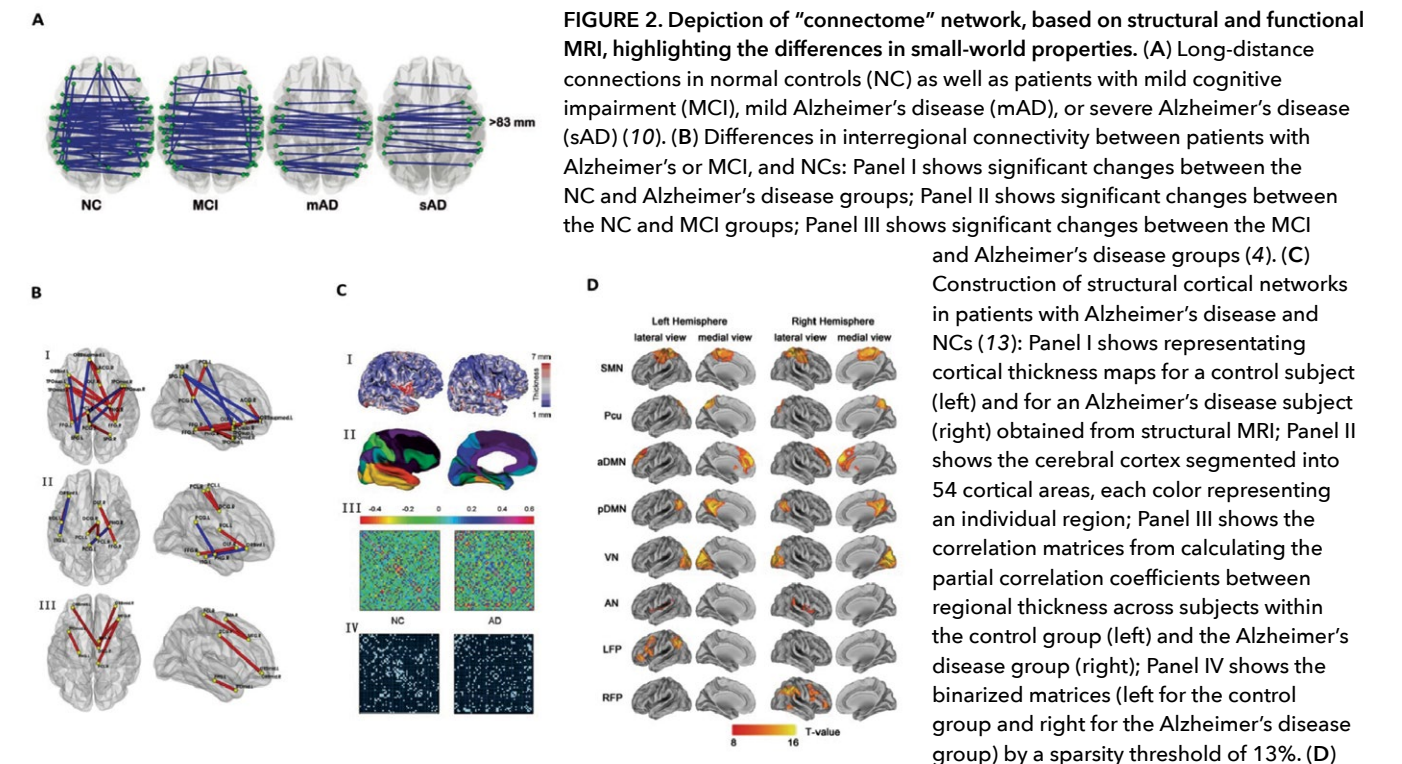 A
NC
MCI
mAD
sAD
>83 mm
FIGURE 2. Depiction of “connectome” network, based on structural and functional
MRI, highlighting the differences in small-world properties. (A) Long-distance
connections in normal controls (NC) as well as patients with mild cognitive
impairment (MCI), mild Alzheimer’s disease (mAD), or severe Alzheimer’s disease
(sAD) (10). (B) Differences in interregional connectivity between patients with
Alzheimer’s or MCI, and NCs: Panel I shows significant changes between the
NC and Alzheimer’s disease groups; Panel II shows significant changes between
the NC and MCI groups; Panel III shows significant changes between the MCI
and Alzheimer’s disease groups (4). (C)
Construction of structural cortical networks
in patients with Alzheimer’s disease and
NCs (13): Panel I shows representating
cortical thickness maps for a control subject
(left) and for an Alzheimer’s disease subject
(right) obtained from structural MRI; Panel II
shows the cerebral cortex segmented into
54 cortical areas, each color representing
an individual region; Panel III shows the
correlation matrices from calculating the
partial correlation coefficients between
regional thickness across subjects within
the control group (left) and the Alzheimer’s
disease group (right); Panel IV shows the
binarized matrices (left for the control
group and right for the Alzheimer’s disease
group) by a sparsity threshold of 13%. (D)
B
I
II
III
C
I
7 mm
Thickness
1 mm
II
III
-0.4 -0.2 0 0.2 0.4 0.6
NC
AD
IV
D
Left Hemisphere
Right Hemisphere
lateral view medial view
lateral view medial view
SMN
Pcu
aDMN
pDMN
VN
AN
LFP
RFP
8 16
T-value